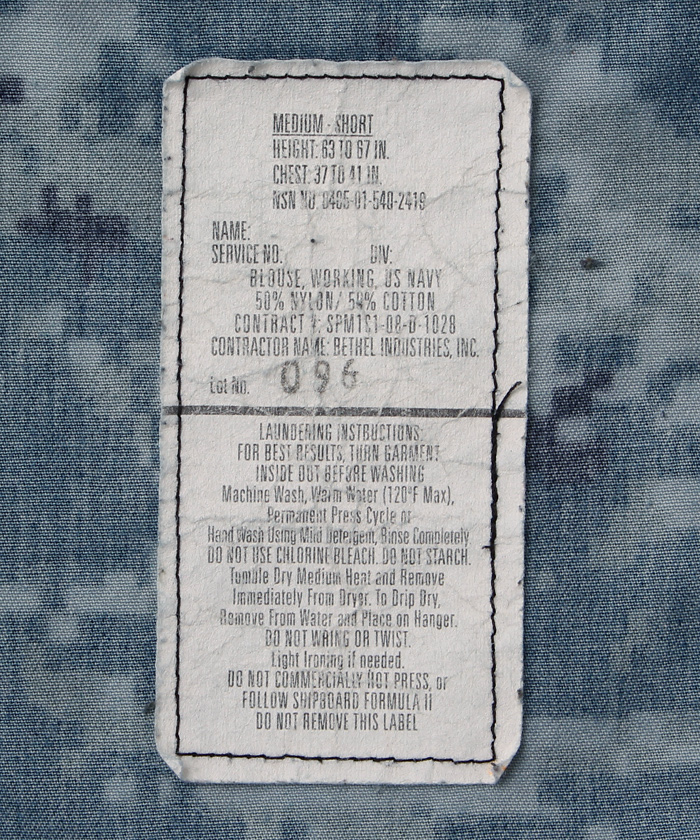 MEDIUM - SHORT
HEIGHT: 63 TO 67 IN.
CHEST: 37 TO 41 IN.
NSN NO. 8405-01-540-2419
NAME:
SERVICE NO. DIV:
BLOUSE, WORKING, US NAVY
50% NYLON/ 50% COTTON
CONTRACT #: SPM1C1-08-D-1028
CONTRACTOR NAME: BETHEL INDUSTRIES, INC.
Lot No. 096
LAUNDERING INSTRUCTIONS:
FOR BEST RESULTS, TURN GARMENT
INSIDE OUT BEFORE WASHING
Machine Wash, Warm Water (120°F Max),
Permanent Press Cycle or
Hand Wash Using Mild Detergent, Rinse Completely.
DO NOT USE CHLORINE BLEACH. DO NOT STARCH.
Tumble Dry Medium Heat and Remove
Immediately From Dryer. To Drip Dry,
Remove From Water and Place on Hanger.
DO NOT WRING OR TWIST.
Light Ironing if needed.
DO NOT COMMERCIALLY HOT PRESS, or
FOLLOW SHIPBOARD FORMULA II
DO NOT REMOVE THIS LABEL